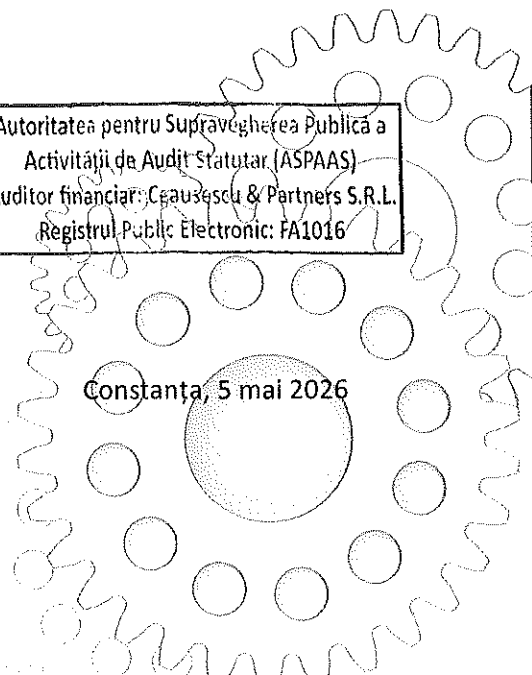 Autoritatea pentru Supravegherea Publică a
Activității de Audit Statutar (ASPAAS)
Auditor financiar: Ceausescu & Partners S.R.L.
Registrul Public Electronic: FA1016
Constanța, 5 mai 2026